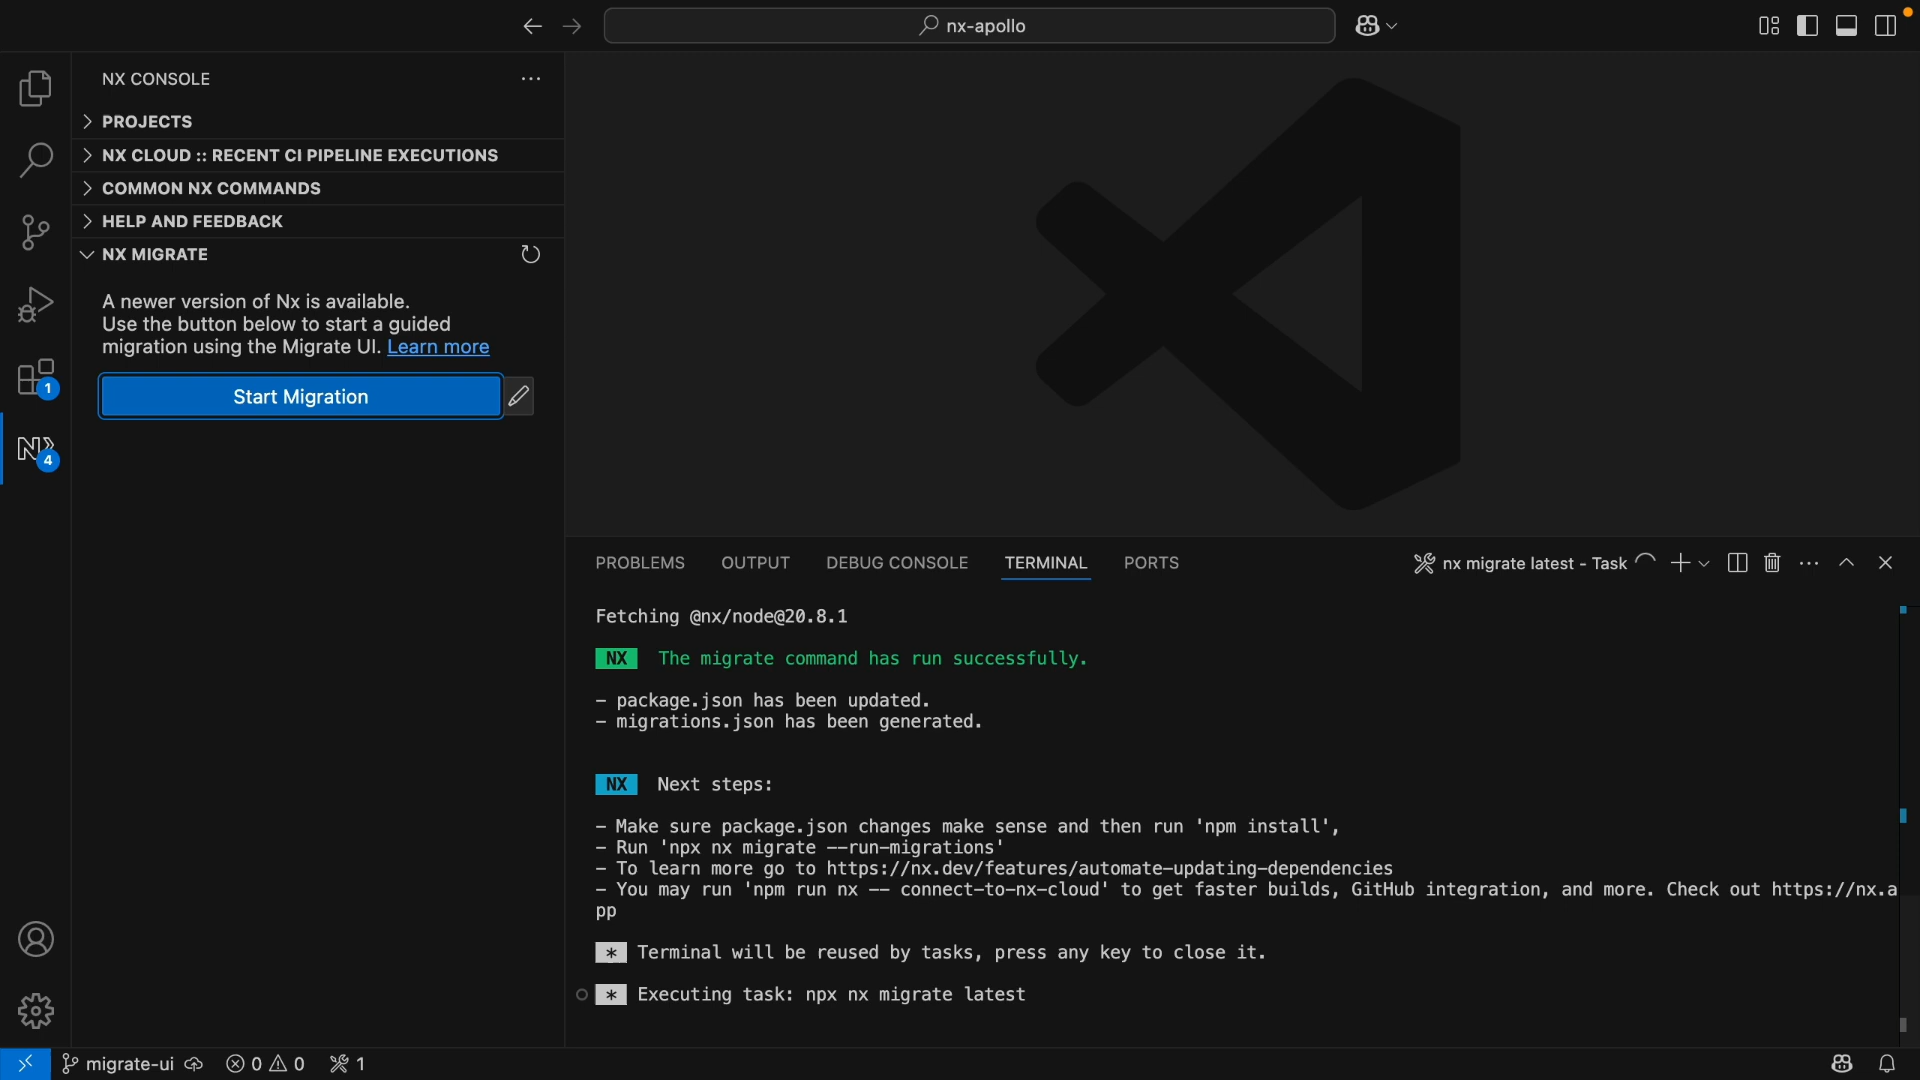 nx-apollo
NX CONSOLE
PROJECTS
NX CLOUD :: RECENT CI PIPELINE EXECUTIONS
COMMON NX COMMANDS
HELP AND FEEDBACK
NX MIGRATE
A newer version of Nx is available.
Use the button below to start a guided
migration using the Migrate UI. Learn more
Start Migration
1
4
PROBLEMS OUTPUT DEBUG CONSOLE TERMINAL PORTS nx migrate latest - Task
Fetching @nx/node@20.8.1
NX The migrate command has run successfully.
- package.json has been updated.
- migrations.json has been generated.
NX Next steps:
- Make sure package.json changes make sense and then run 'npm install',
- Run 'npx nx migrate --run-migrations'
- To learn more go to https://nx.dev/features/automate-updating-dependencies
- You may run 'npm run nx -- connect-to-nx-cloud' to get faster builds, GitHub integration, and more. Check out https://nx.a
pp
* Terminal will be reused by tasks, press any key to close it.
* Executing task: npx nx migrate latest
migrate-ui 0 0 1